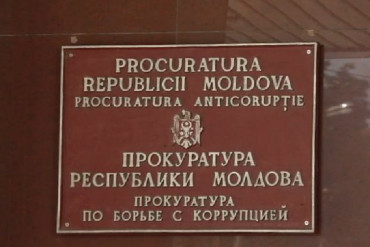 PROCURATURA
REPUBLICII MOLDOVA
PROCURATURA ANTICORUPȚIE
ПРОКУРАТУРА
РЕСПУБЛИКИ МОЛДОВА
ПРОКУРАТУРА
ПО БОРЬБЕ С КОРРУПЦИЕЙ